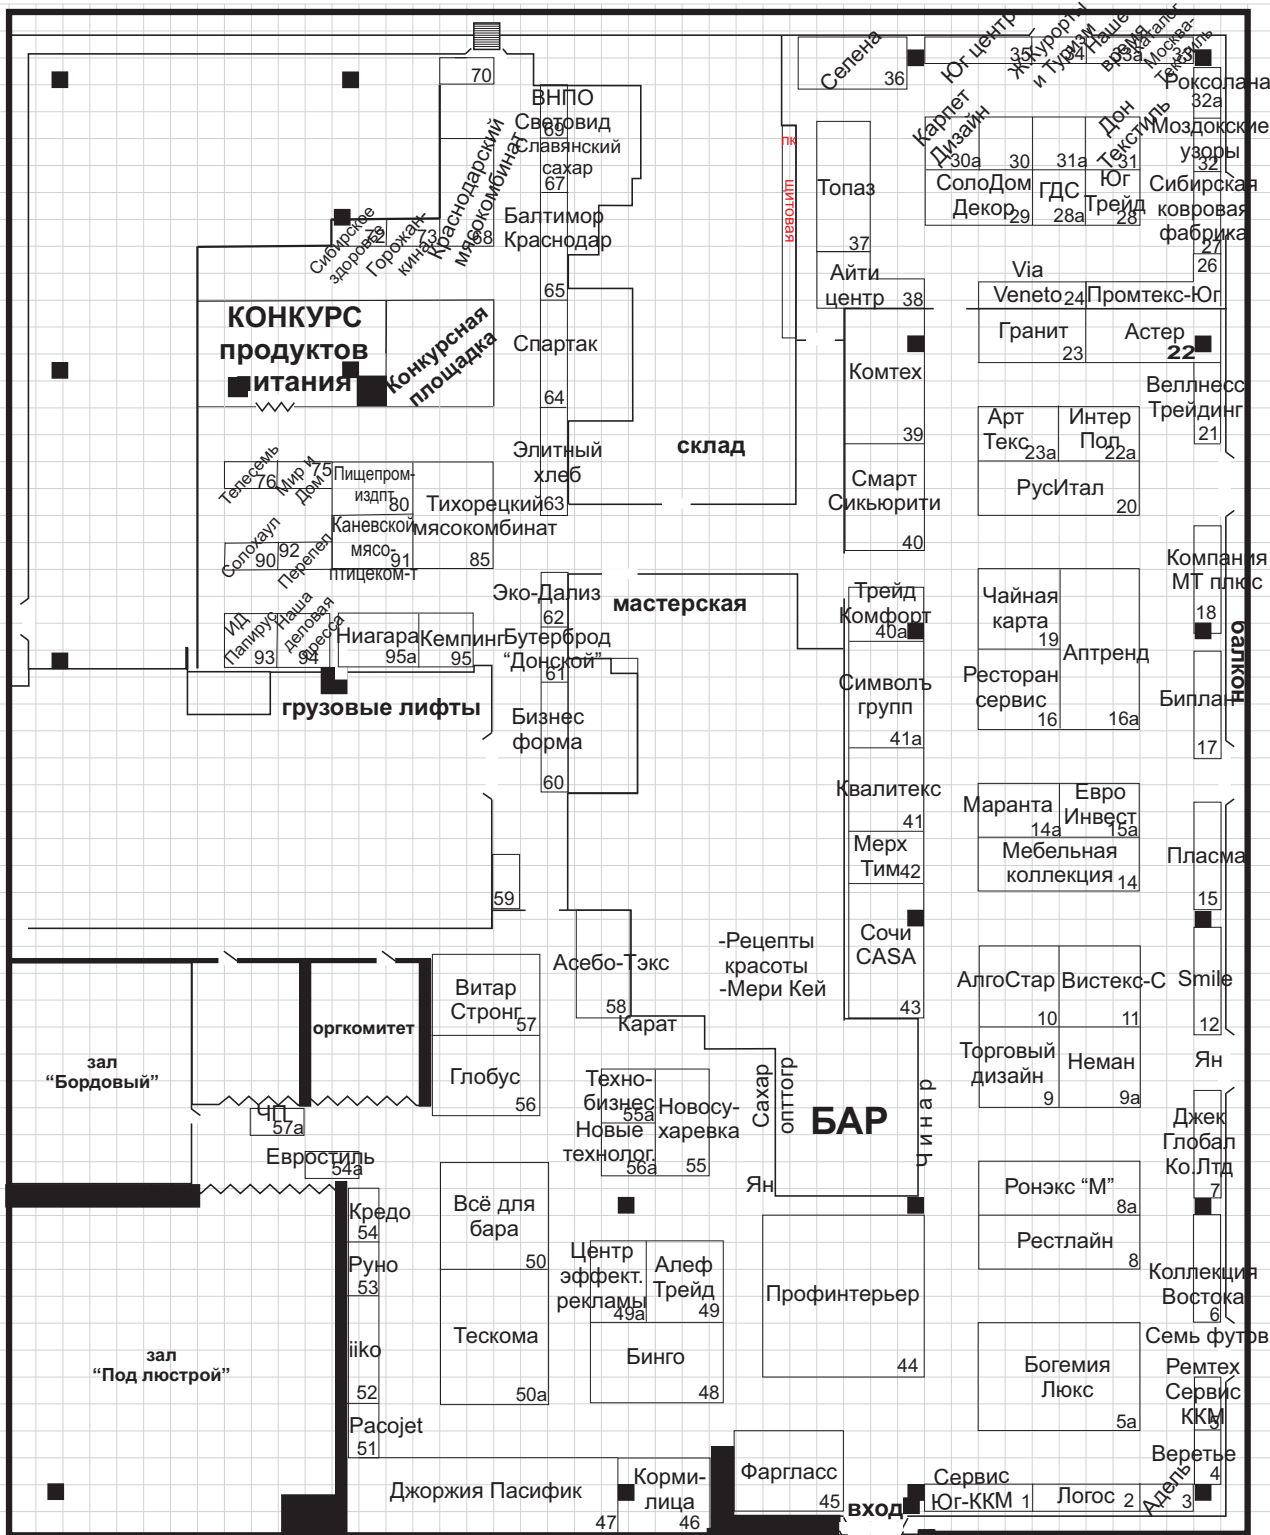 70
ВНПО
Световид
69
Славянский
сахар
67
Краснодарский
мясокомбинат
68
Сибирское
здоровье
72
Горожан-
кина
73
Балтимор
Краснодар
65
КОНКУРС
продуктов
питания
Конкурсная
площадка
Спартак
64
Элитный
хлеб
63
склад
Телесемь
76
Мир и
Дом
75
Пищепром-
издпт
80
Тихорецкий
мясокомбинат
85
Солохаул
90
92
Перепел
Каневской
мясо-
птицеком-т
91
ИД
Папирус
93
Наша
деловая
пресса
94
Ниагара
95а
Кемпинг
95
Эко-Дализ
62
Бутерброд
“Донской”
61
мастерская
грузовые лифты
Бизнес
форма
60
59
пк
щитовая
Селена
36
Юг центр
35
Ж.Курорты
и Туризм
34
Наше
время
33а
Каталог
Москва-
Текстиль
33
Роксолана
32а
Карпет
Дизайн
30а
30
31а
Дон
Текстиль
31
Моздокские
узоры
32
Топаз
37
СолоДом
Декор
29
ГДС
28а
Юг
Трейд
28
Сибирская
ковровая
фабрика
27
26
Айти
центр
38
Via
Veneto
24
Промтекс-Юг
Гранит
23
Астер
22
Комтех
39
Веллнесс
Трейдинг
21
Арт
Текс
23а
Интер
Пол
22а
РусИтал
20
Смарт
Сикьюрити
40
Компания
МТ плюс
18
Трейд
Комфорт
40а
Чайная
карта
19
Аптренд
16а
балкон
Символъ
групп
41а
Ресторан
сервис
16
Биплан
17
Квалитекс
41
Маранта
14а
Евро
Инвест
15а
Мерх
Тим
42
Мебельная
коллекция
14
Пласма
15
Сочи
CASA
43
-Рецепты
красоты
-Мери Кей
АлгоСтар
10
Вистекс-С
11
Smile
12
Торговый
дизайн
9
Неман
9а
Ян
Асебо-Тэкс
58
Карат
Витар
Стронг
57
оргкомитет
зал
“Бордовый”
Глобус
56
Техно-
бизнес
55а
Новосу-
харевка
55
Новые
технолог.
56а
Сахар
опттогр
БАР
Чинар
Ян
Джек
Глобал
Ко.Лтд
7
ЧП
57а
Евростиль
54а
Ронэкс “М”
8а
Рестлайн
8
Кредо
54
Всё для
бара
50
Руно
53
Центр
эффект.
рекламы
49а
Алеф
Трейд
49
Профинтерьер
44
Коллекция
Востока
6
Семь футов
iiko
52
Тескома
50а
Бинго
48
Богемия
Люкс
5а
Ремтех
Сервис
ККМ
5
зал
“Под люстрой”
Pacojet
51
Веретье
4
Джоржия Пасифик
47
Корми-
лица
46
Фаргласс
45
вход
Сервис
Юг-ККМ
1
Логос
2
Адель
3